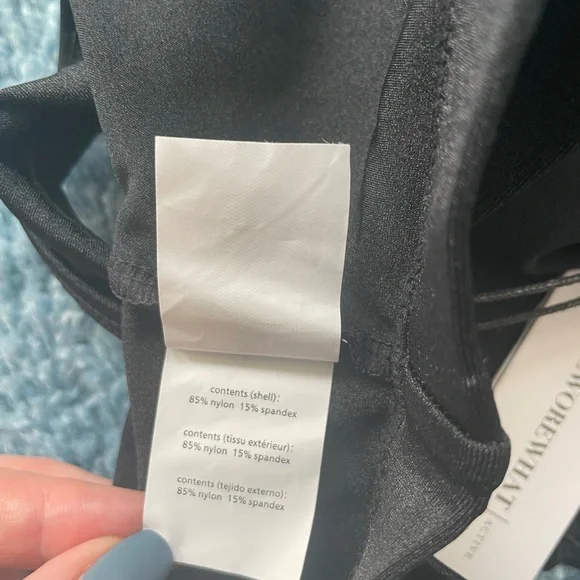 contents (shell):
85% nylon 15% spandex
contents (tissu extérieur):
85% nylon 15% spandex
contents (tejido externo):
85% nylon 15% spandex
WOREWHAT
ACTIVE